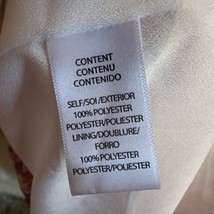 CONTENT
CONTENU
CONTENIDO
SELF/SOI/EXTERIOR
100% POLYESTER
POLYESTER/POLIESTER
LINING/DOUBLURE/
FORRO
100% POLYESTER
POLYESTER/POLIESTER